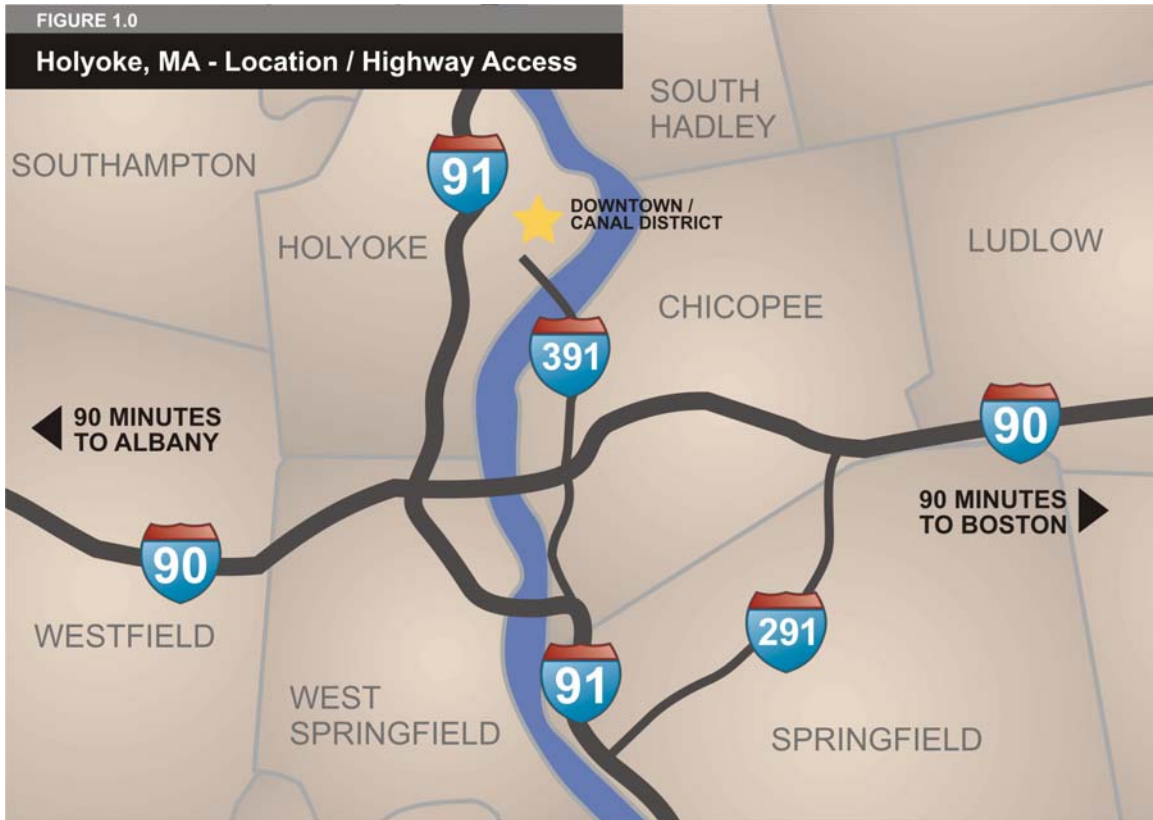 FIGURE 1.0
Holyoke, MA - Location / Highway Access
SOUTH
HADLEY
SOUTHAMPTON
91
DOWNTOWN /
CANAL DISTRICT
HOLYOKE
LUDLOW
CHICOPEE
391
90 MINUTES
TO ALBANY
90
90 MINUTES
TO BOSTON
90
WESTFIELD
291
91
WEST
SPRINGFIELD
SPRINGFIELD